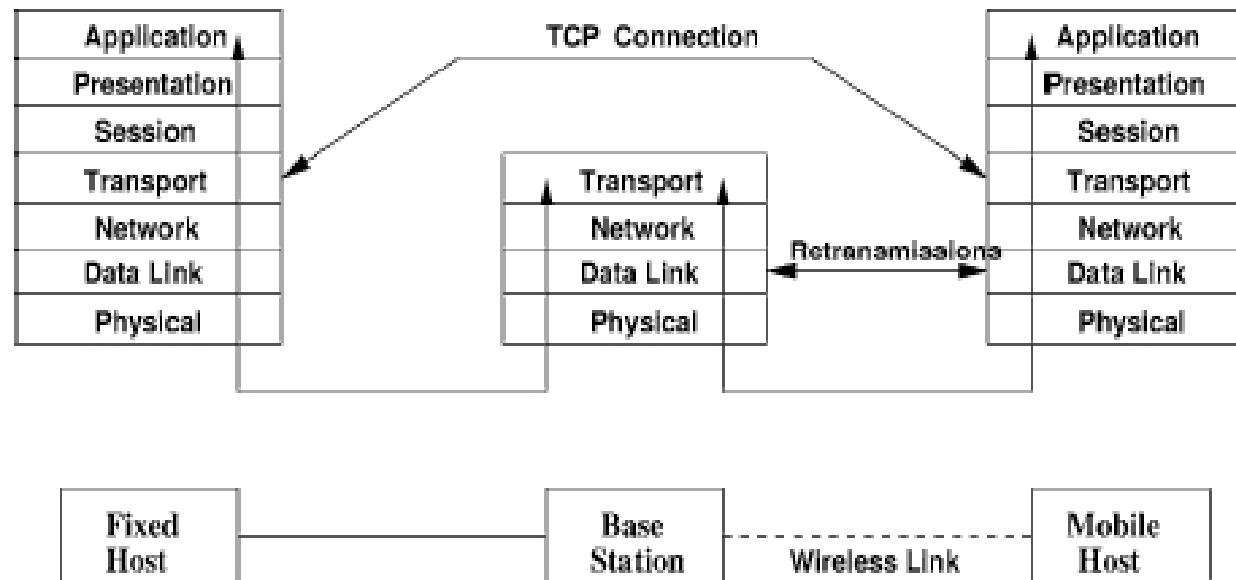 Application
Presentation
Session
Transport
Network
Data Link
Physical
TCP Connection
Transport
Network
Data Link
Physical
Retransmissions
Application
Presentation
Session
Transport
Network
Data Link
Physical
Fixed
Host
Base
Station
Wireless Link
Mobile
Host